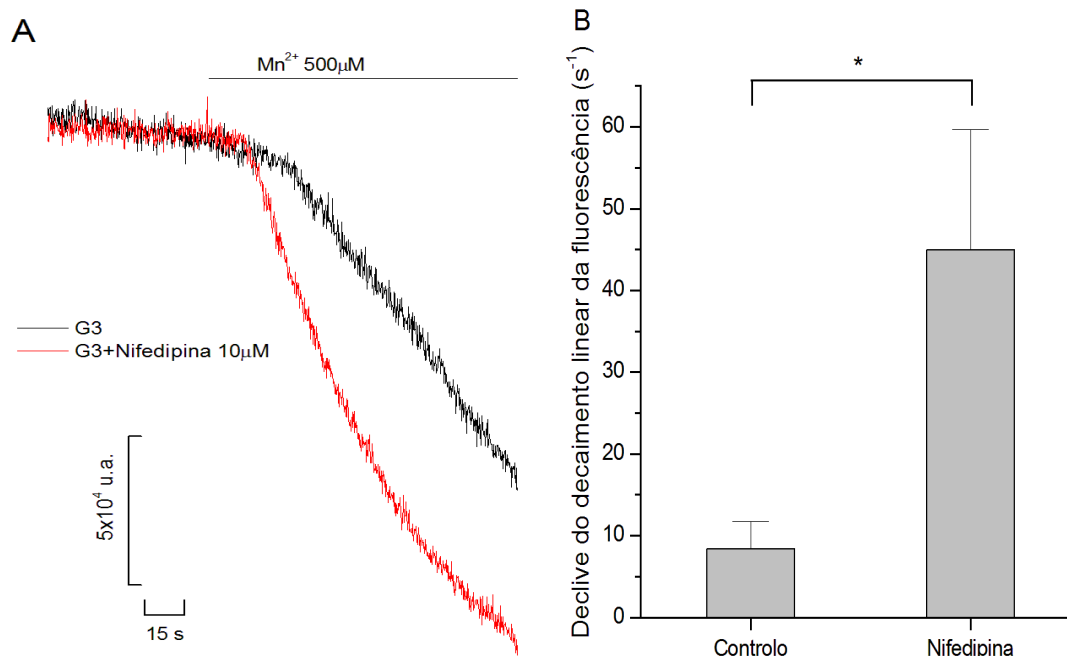 A
Mn²⁺ 500µM
G3
G3+Nifedipina 10µM
5x10⁴ u.a.
15 s
B
Declive do decaimento linear da fluorescência (s⁻¹)
*
60
50
40
30
20
10
0
Controlo
Nifedipina